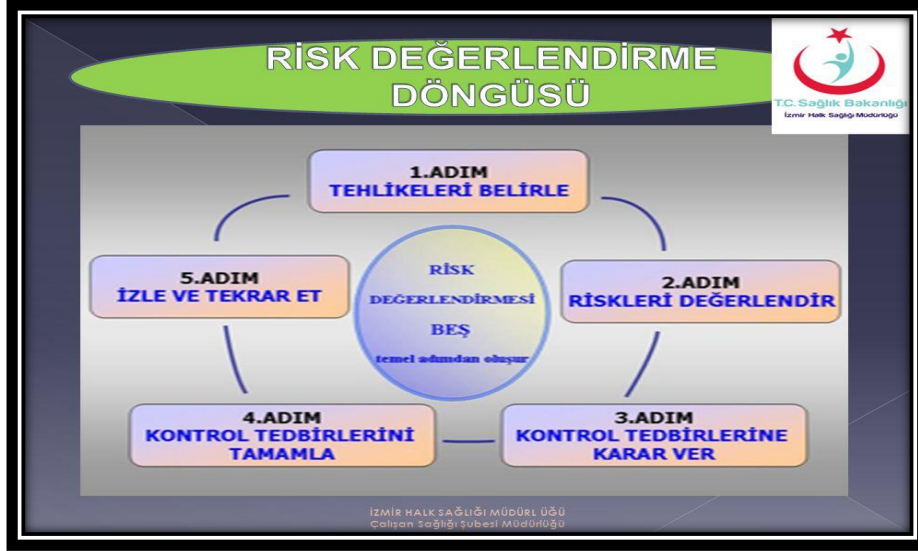 RİSK DEĞERLENDİRME
DÖNGÜSÜ
T.C. Sağlık Bakanlığı
İzmir Halk Sağlığı Müdürlüğü
1.ADIM
TEHLİKELERİ BELİRLE
2.ADIM
RİSKLERİ DEĞERLENDİR
3.ADIM
KONTROL TEDBİRLERİNE
KARAR VER
4.ADIM
KONTROL TEDBİRLERİNİ
TAMAMLA
5.ADIM
İZLE VE TEKRAR ET
RİSK
DEĞERLENDİRMESİ
BEŞ
temel adımdan oluşur
İZMİR HALK SAĞLIĞI MÜDÜRL ÜĞÜ
Çalışan Sağlığı Şubesi Müdürlüğü